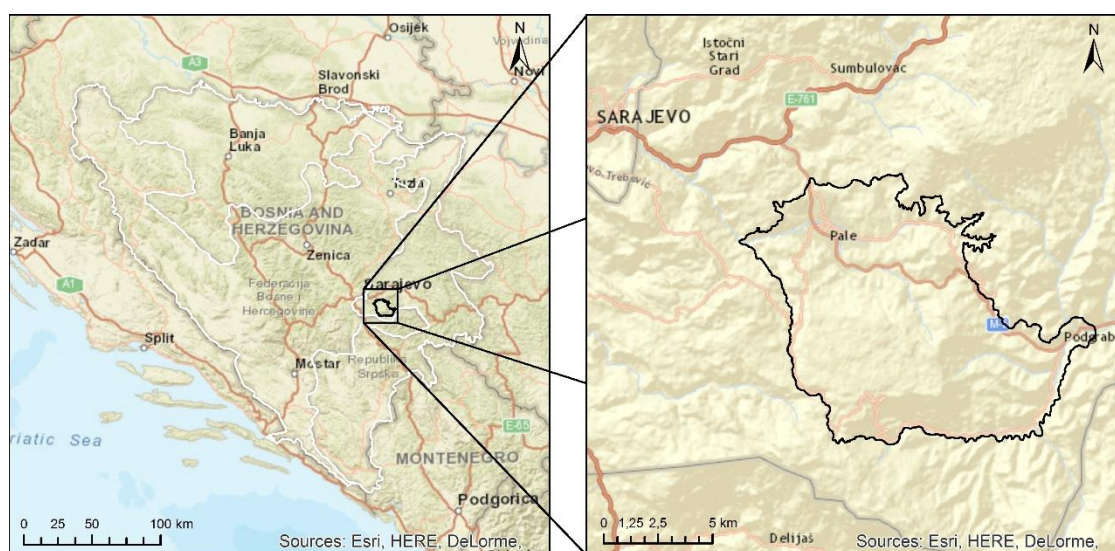 Osijek
N
Vojvodina
A3
Slavonski
Brod
Novi
Banja
Luka
Tuzla
BOSNIA AND
HERZEGOVINA
Zadar
Zenica
A1
Federacija
Bosne i
Hercegovine
Sarajevo
Split
Mostar
Republika
Srpska
E-65
riatic Sea
MONTENEGRO
Podgorica
0 25 50 100 km
Sources: Esri, HERE, DeLorme,
Istočni
Stari
Grad
Sumbulovac
N
E-761
SARAJEVO
vo-Trebević
Pale
M-5
Podgrab
Delijaš
0 1,25 2,5 5 km
Sources: Esri, HERE, DeLorme,